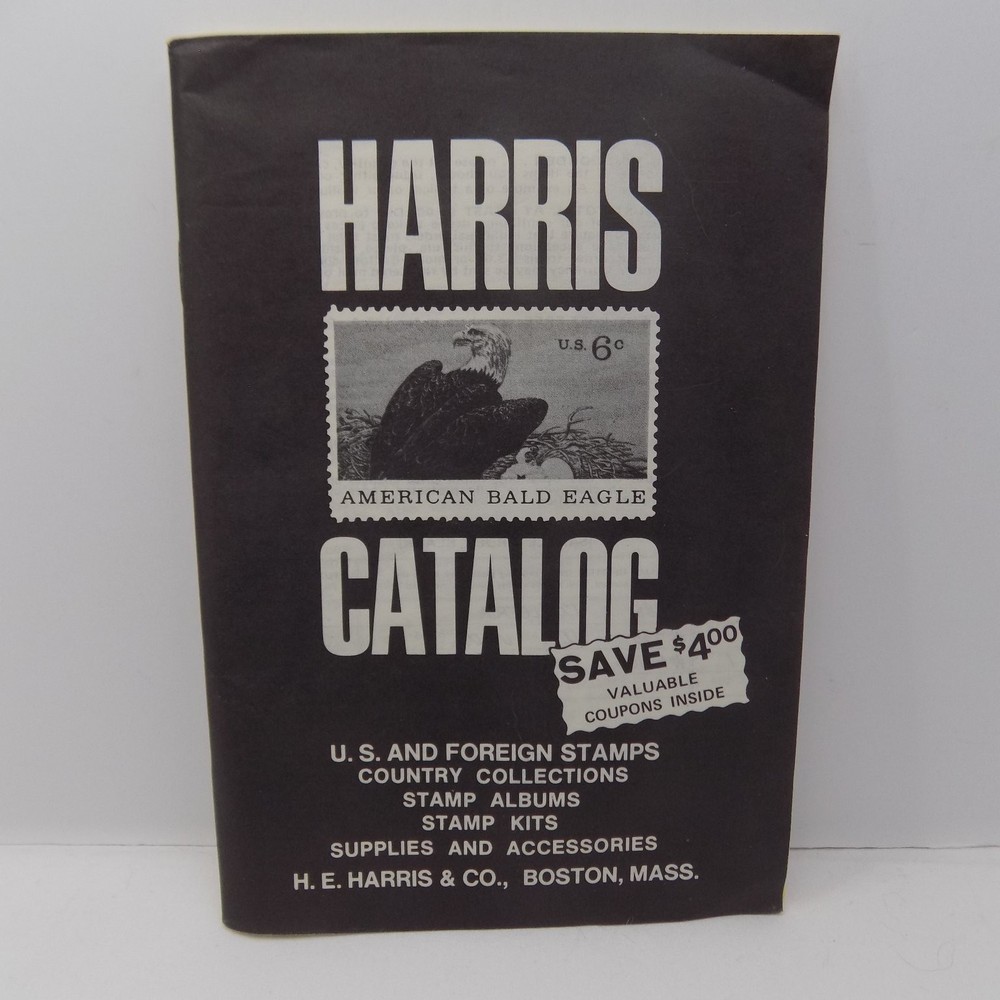 HARRIS
U.S. 6c
AMERICAN BALD EAGLE
CATALOG
SAVE $4.00
VALUABLE
COUPONS INSIDE
U. S. AND FOREIGN STAMPS
COUNTRY COLLECTIONS
STAMP ALBUMS
STAMP KITS
SUPPLIES AND ACCESSORIES
H. E. HARRIS & CO., BOSTON, MASS.